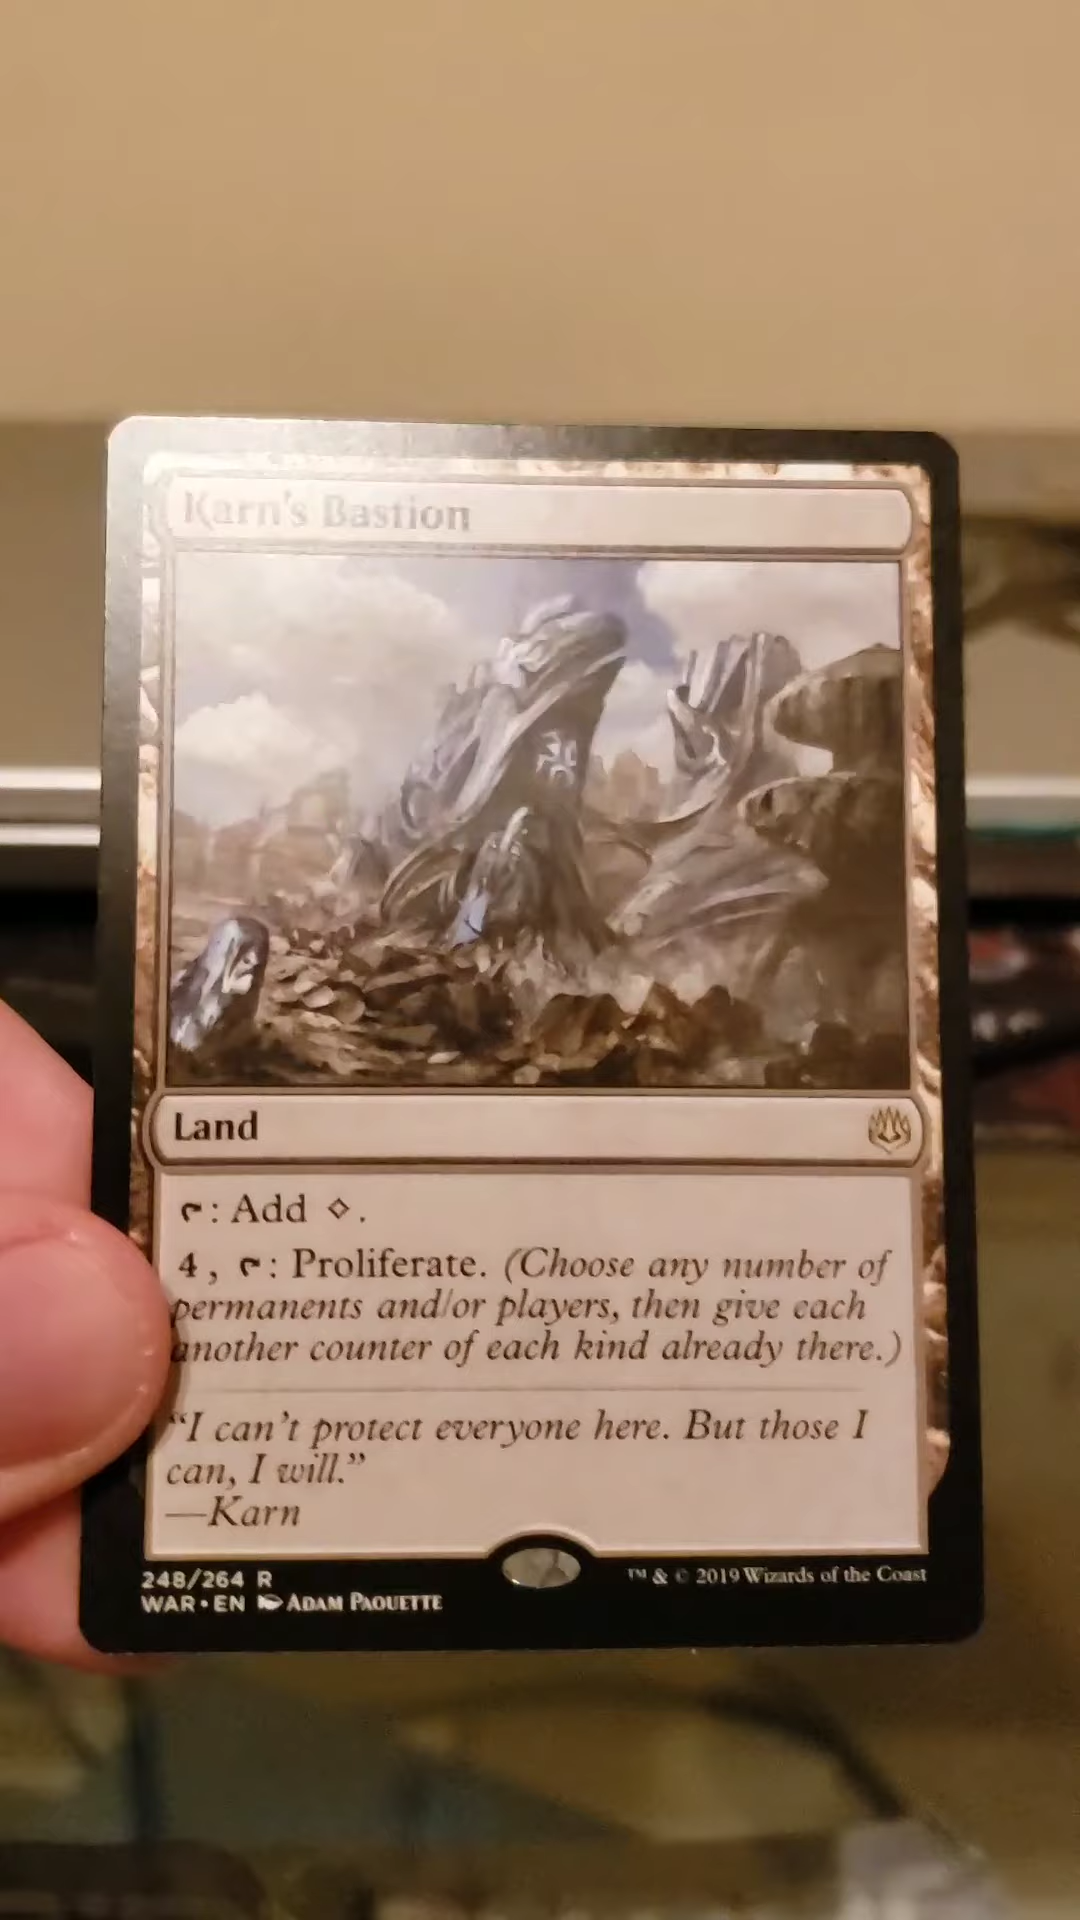 Karn's Bastion
Land
: Add .
4, : Proliferate. (Choose any number of
permanents and/or players, then give each
another counter of each kind already there.)
“I can’t protect everyone here. But those I
can, I will.”
—Karn
248/264 R
WAR • EN ADAM PAQUETTE
™ & © 2019 Wizards of the Coast